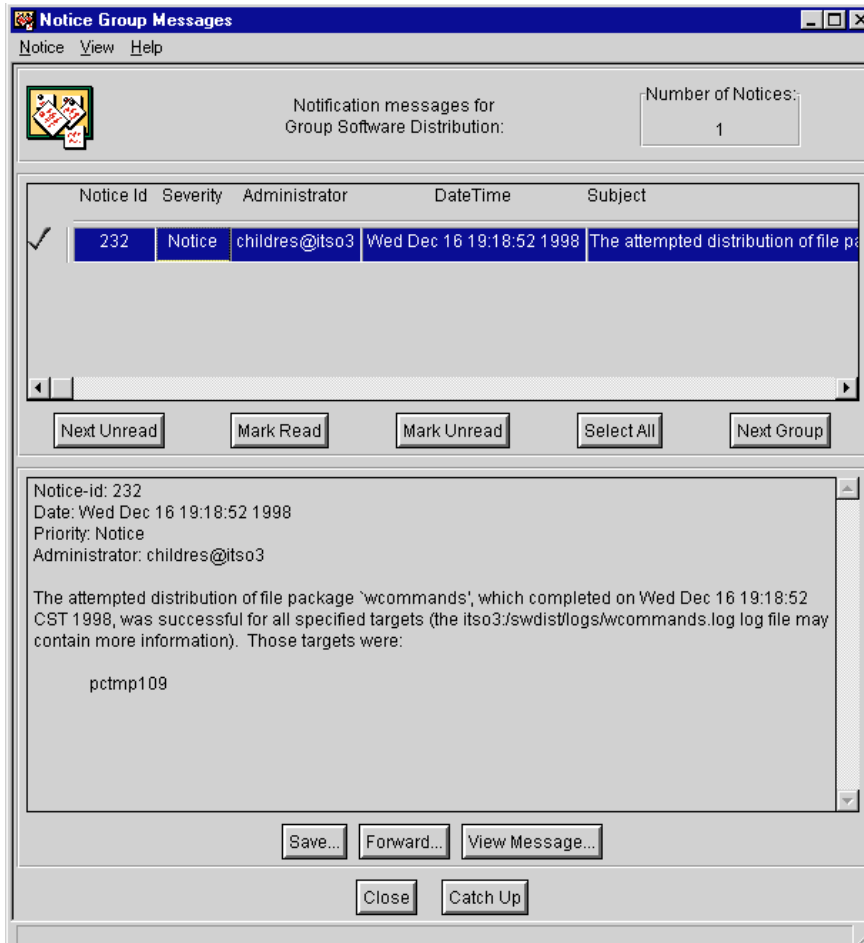 Notice Group Messages
Notice View Help
Notification messages for
Group Software Distribution:
Number of Notices:
1
Notice Id Severity Administrator DateTime Subject
232 Notice childres@itso3 Wed Dec 16 19:18:52 1998 The attempted distribution of file pa
Next Unread Mark Read Mark Unread Select All Next Group
Notice-id: 232
Date: Wed Dec 16 19:18:52 1998
Priority: Notice
Administrator: childres@itso3
The attempted distribution of file package `wcommands', which completed on Wed Dec 16 19:18:52
CST 1998, was successful for all specified targets (the itso3:/swdist/logs/wcommands.log log file may
contain more information). Those targets were:
pctmp109
Save... Forward... View Message...
Close Catch Up